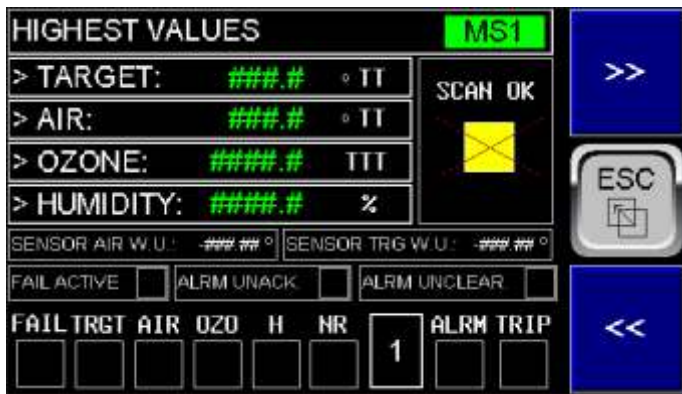 HIGHEST VALUES MS1
> TARGET: ###.# ° TT
> AIR: ###.# ° TT
> OZONE: ####.# TTT
> HUMIDITY: ####.# %
SCAN OK
SENSOR AIR W.U.: -###.## ° SENSOR TRG W.U.: -###.## °
FAIL ACTIVE ALRM UNACK. ALRM UNCLEAR.
FAIL TRGT AIR OZO H NR 1 ALRM TRIP
>>
ESC
<<